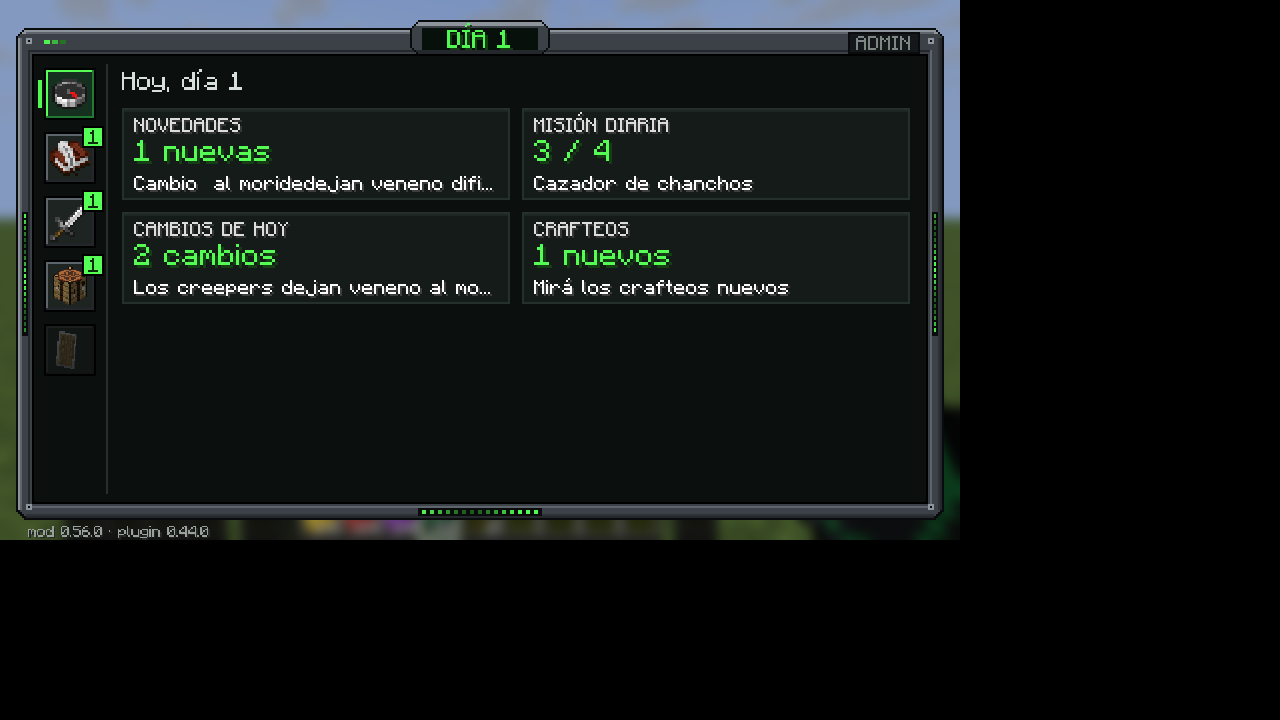 DÍA 1
ADMIN
Hoy, día 1
1
1
1
NOVEDADES
1 nuevas
Cambio  al moridedejan veneno difi...
MISIÓN DIARIA
3 / 4
Cazador de chanchos
CAMBIOS DE HOY
2 cambios
Los creepers dejan veneno al mo...
CRAFTEOS
1 nuevos
Mirá los crafteos nuevos
mod 0.56.0 · plugin 0.44.0